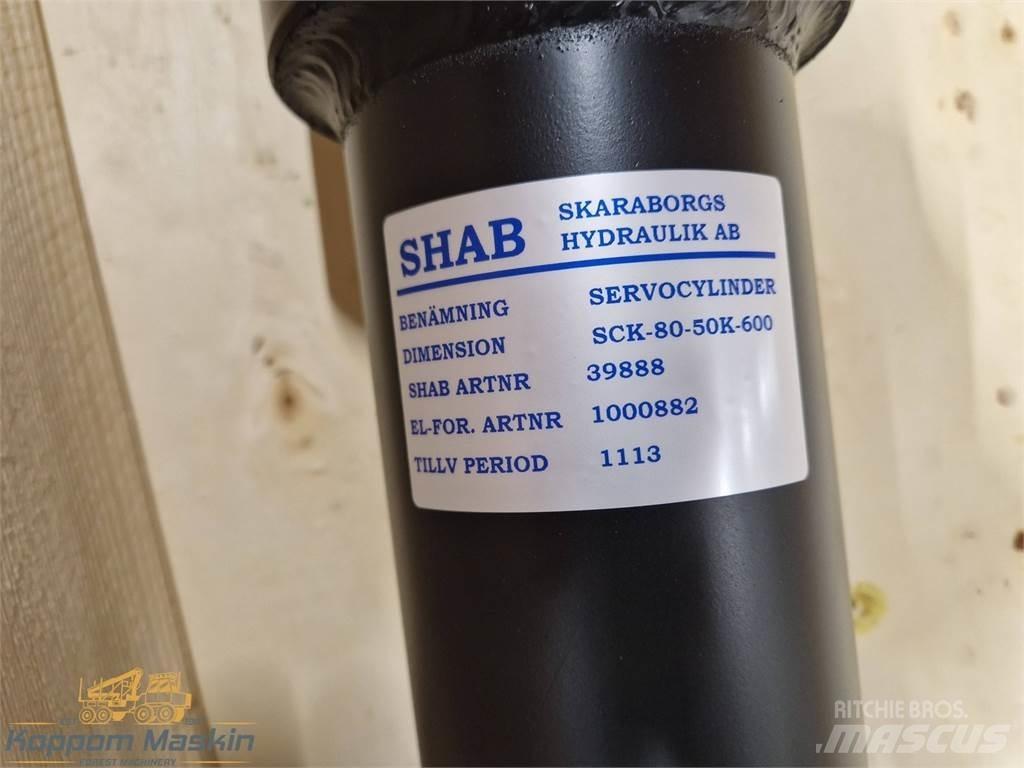 SHAB
SKARABORGS
HYDRAULIK AB
BENÄMNING SERVOCYLINDER
DIMENSION SCK-80-50K-600
SHAB ARTNR 39888
EL-FOR. ARTNR 1000882
TILLV PERIOD 1113
Koppom Maskin
FOREST MACHINERY
RITCHIE BROS.
MASCUS